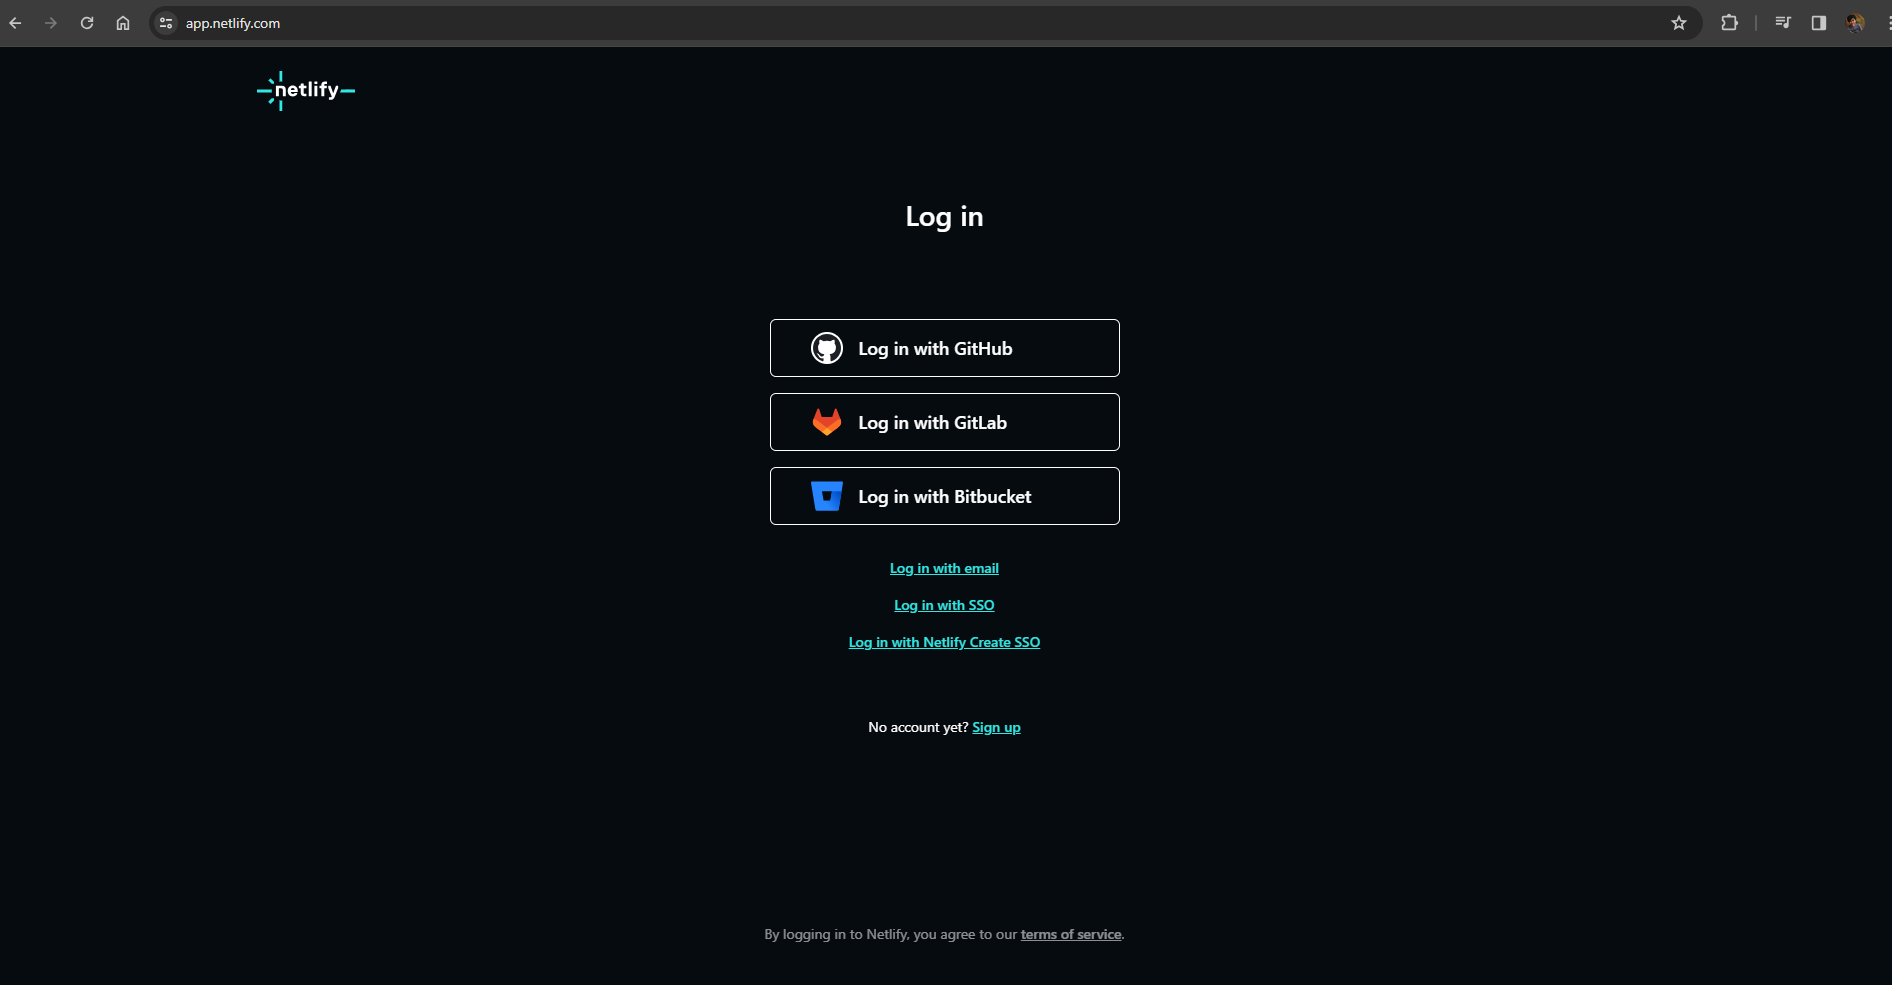 app.netlify.com
netlify
Log in
Log in with GitHub
Log in with GitLab
Log in with Bitbucket
Log in with email
Log in with SSO
Log in with Netlify Create SSO
No account yet? Sign up
By logging in to Netlify, you agree to our terms of service.